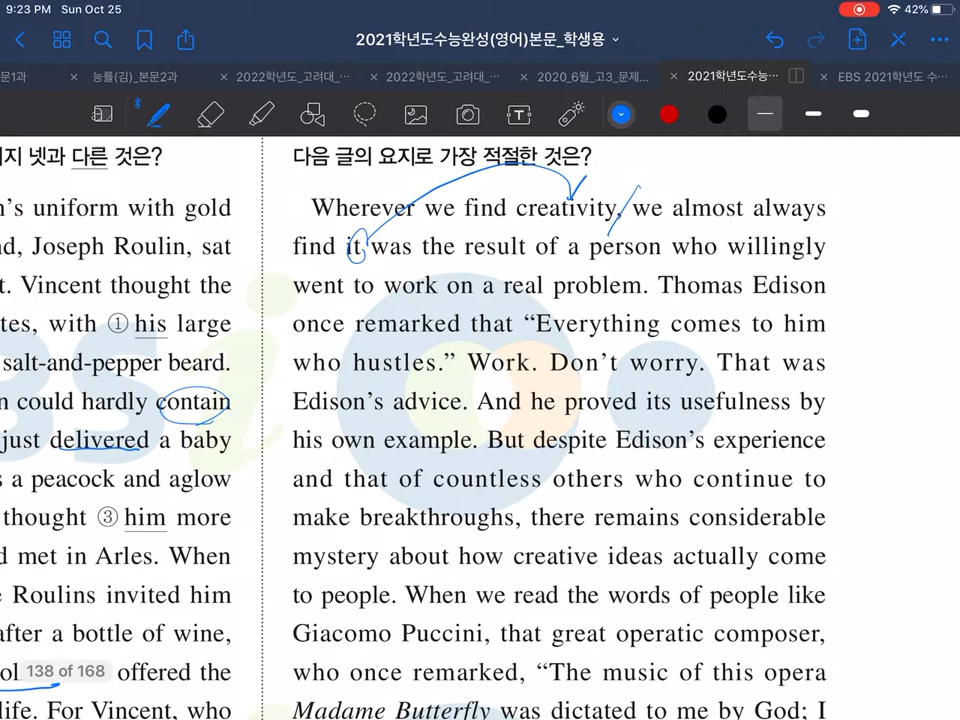 9:23 PM Sun Oct 25
42%
2021학년도수능완성(영어)본문_학생용
문1과
능률(김)_본문2과
2022학년도_고려대_…
2022학년도_고려대_…
2020_6월_고3_문제…
2021학년도수능…
EBS 2021학년도 수…
지 넷과 다른 것은?
n's uniform with gold
nd, Joseph Roulin, sat
t. Vincent thought the
tes, with ① his large
salt-and-pepper beard.
n could hardly contain
just delivered a baby
s a peacock and aglow
thought ③ him more
d met in Arles. When
e Roulins invited him
after a bottle of wine,
ol
138 of 168
offered the
life. For Vincent, who
다음 글의 요지로 가장 적절한 것은?
Wherever we find creativity, we almost always
find it was the result of a person who willingly
went to work on a real problem. Thomas Edison
once remarked that “Everything comes to him
who hustles.” Work. Don't worry. That was
Edison's advice. And he proved its usefulness by
his own example. But despite Edison's experience
and that of countless others who continue to
make breakthroughs, there remains considerable
mystery about how creative ideas actually come
to people. When we read the words of people like
Giacomo Puccini, that great operatic composer,
who once remarked, “The music of this opera
Madame Butterfly was dictated to me by God; I